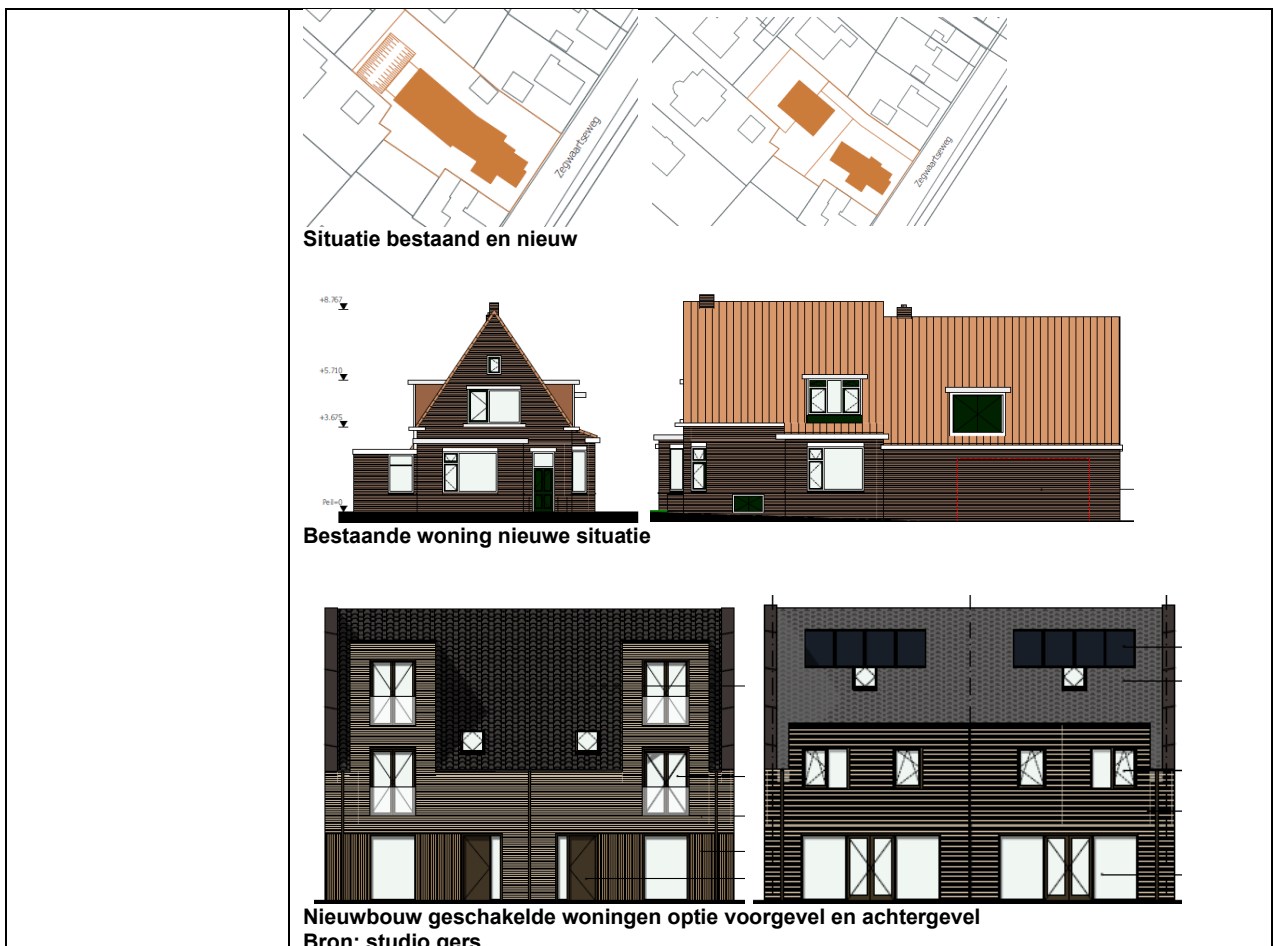 Zegwaartseweg
Zegwaartseweg
Situatie bestaand en nieuw
+8.767
+5.710
+3.675
Peil=0
Bestaande woning nieuwe situatie
Nieuwbouw geschakelde woningen optie voorgevel en achtergevel
Bron: studio gers